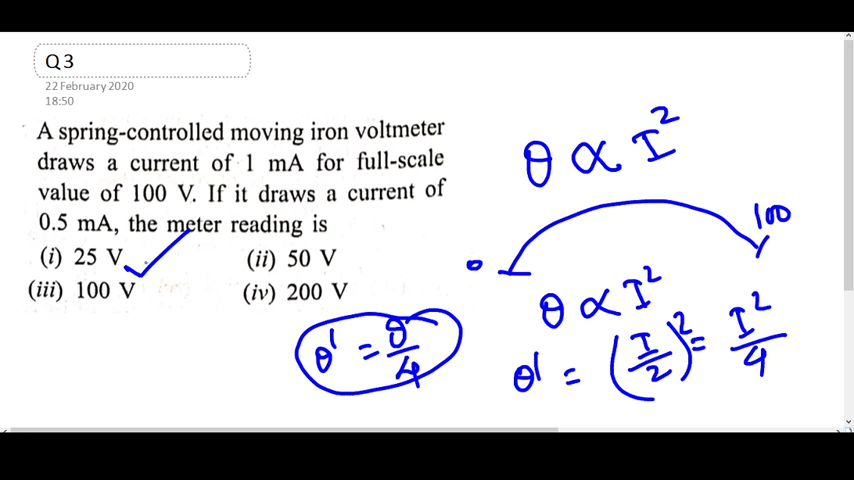 Q3
22 February 2020
18:50
A spring-controlled moving iron voltmeter
draws a current of 1 mA for full-scale
value of 100 V. If it draws a current of
0.5 mA, the meter reading is
(i) 25 V
(ii) 50 V
(iii) 100 V
(iv) 200 V
θ ∝ I²
0
100
θ ∝ I²
θ' = (I/2)² = I²/4
θ' = θ/4